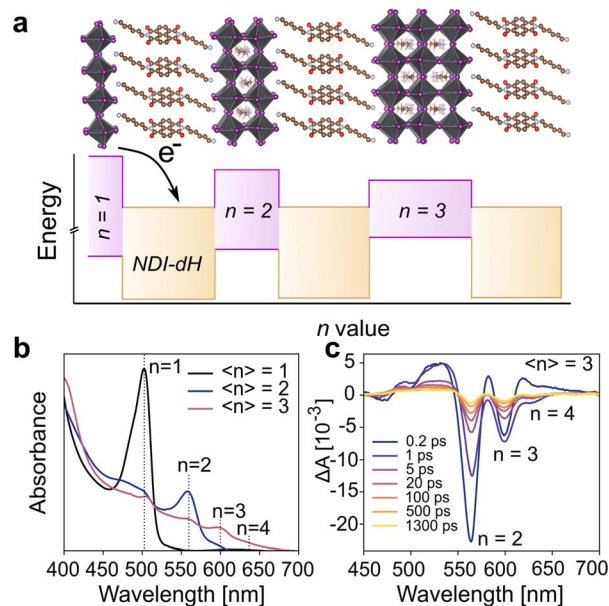 a
e-
Energy
n = 1
NDI-dH
n = 2
n = 3
n value
b
Absorbance
n=1
<n> = 1
<n> = 2
<n> = 3
n=2
n=3
n=4
400 450 500 550 600 650 700
Wavelength [nm]
c
ΔA [10-3]
<n> = 3
5
0
-5
-10
-15
-20
n = 4
n = 3
n = 2
0.2 ps
1 ps
5 ps
20 ps
100 ps
500 ps
1300 ps
400 450 500 550 600 650 700
Wavelength [nm]